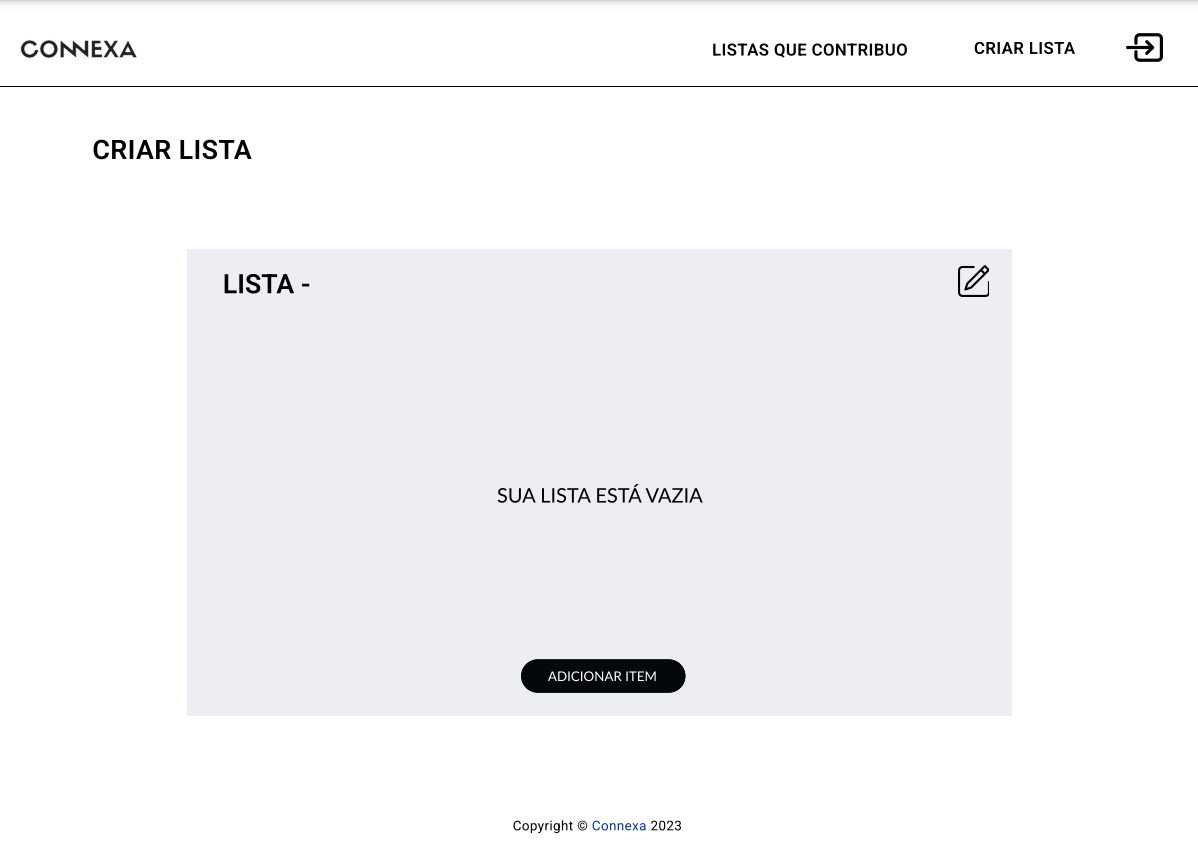 CONNEXA
LISTAS QUE CONTRIBUO
CRIAR LISTA
CRIAR LISTA
LISTA -
SUA LISTA ESTÁ VAZIA
ADICIONAR ITEM
Copyright © Connexa 2023